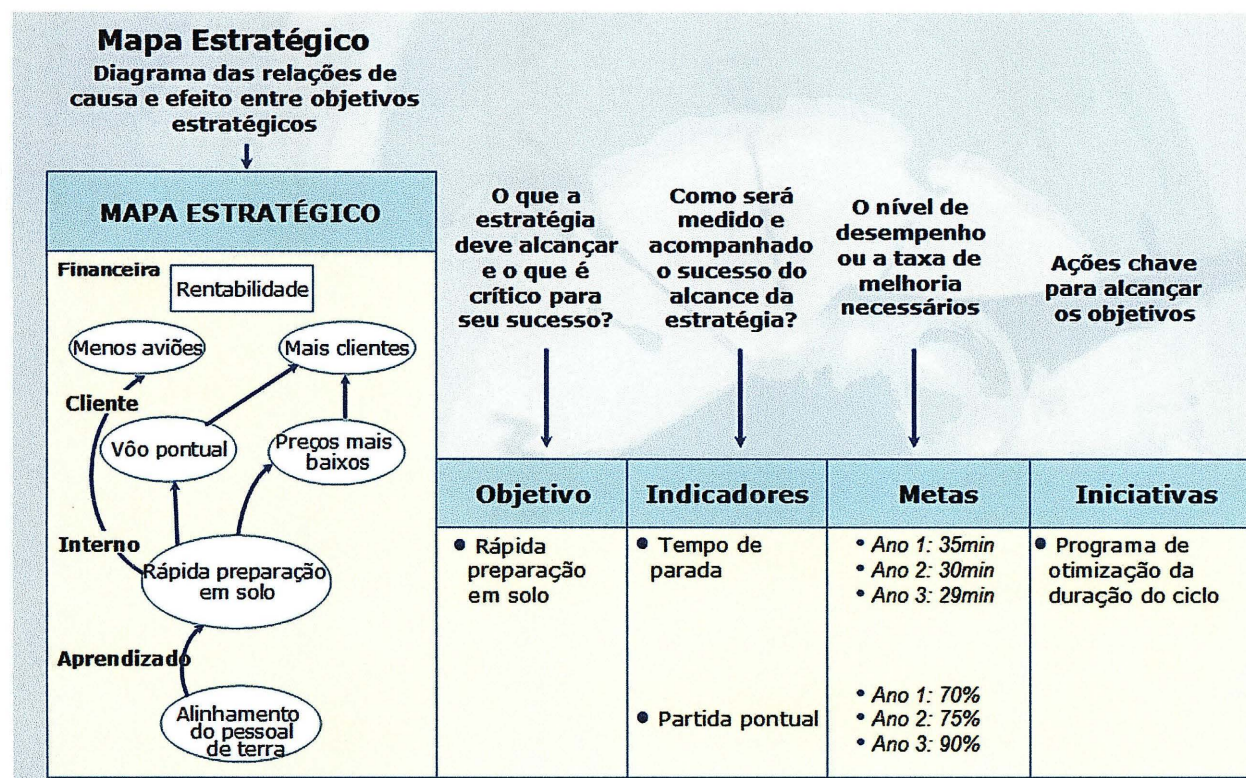 Mapa Estratégico
Diagrama das relações de
causa e efeito entre objetivos
estratégicos
MAPA ESTRATÉGICO
Financeira
Rentabilidade
Menos aviões
Mais clientes
Cliente
Vôo pontual
Preços mais
baixos
Interno
Rápida preparação
em solo
Aprendizado
Alinhamento
do pessoal
de terra
O que a
estratégia
deve alcançar
e o que é
crítico para
seu sucesso?
Como será
medido e
acompanhado
o sucesso do
alcance da
estratégia?
O nível de
desempenho
ou a taxa de
melhoria
necessários
Ações chave
para alcançar
os objetivos
Objetivo
Indicadores
Metas
Iniciativas
• Rápida
preparação
em solo
• Tempo de
parada
• Ano 1: 35min
• Ano 2: 30min
• Ano 3: 29min
• Programa de
otimização da
duração do ciclo
• Partida pontual
• Ano 1: 70%
• Ano 2: 75%
• Ano 3: 90%